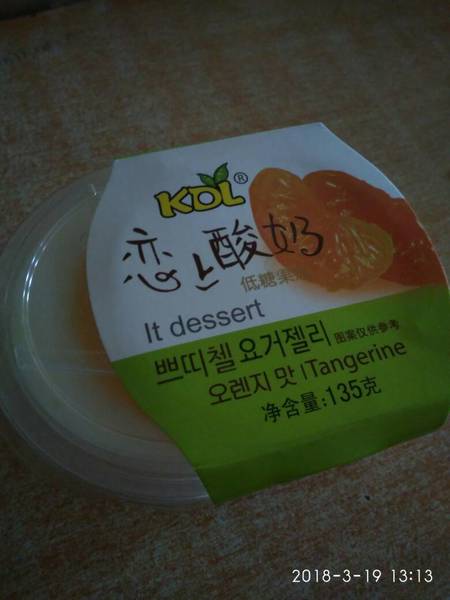 KDL®
恋上酸奶
低糖果
It dessert
쁘띠첼 요거젤리 图案仅供参考
오렌지 맛 | Tangerine
净含量:135克
2018-3-19 13:13